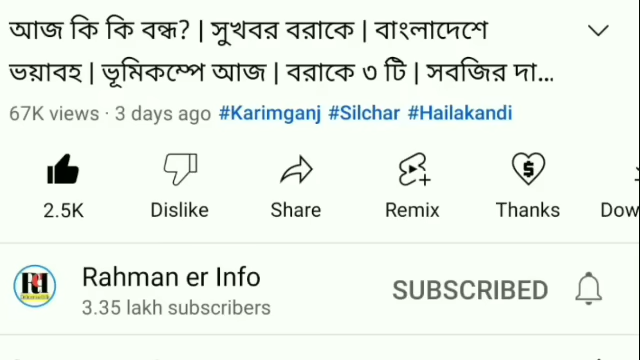 আজ কি কি বন্ধ? | সুখবর বরাকে | বাংলাদেশে
ভয়াবহ | ভূমিকম্পে আজ | বরাকে ৩ টি | সবজির দা...
67K views · 3 days ago #Karimganj #Silchar #Hailakandi
2.5K Dislike Share Remix Thanks Dow
Rahman er Info
SUBSCRIBED
3.35 lakh subscribers